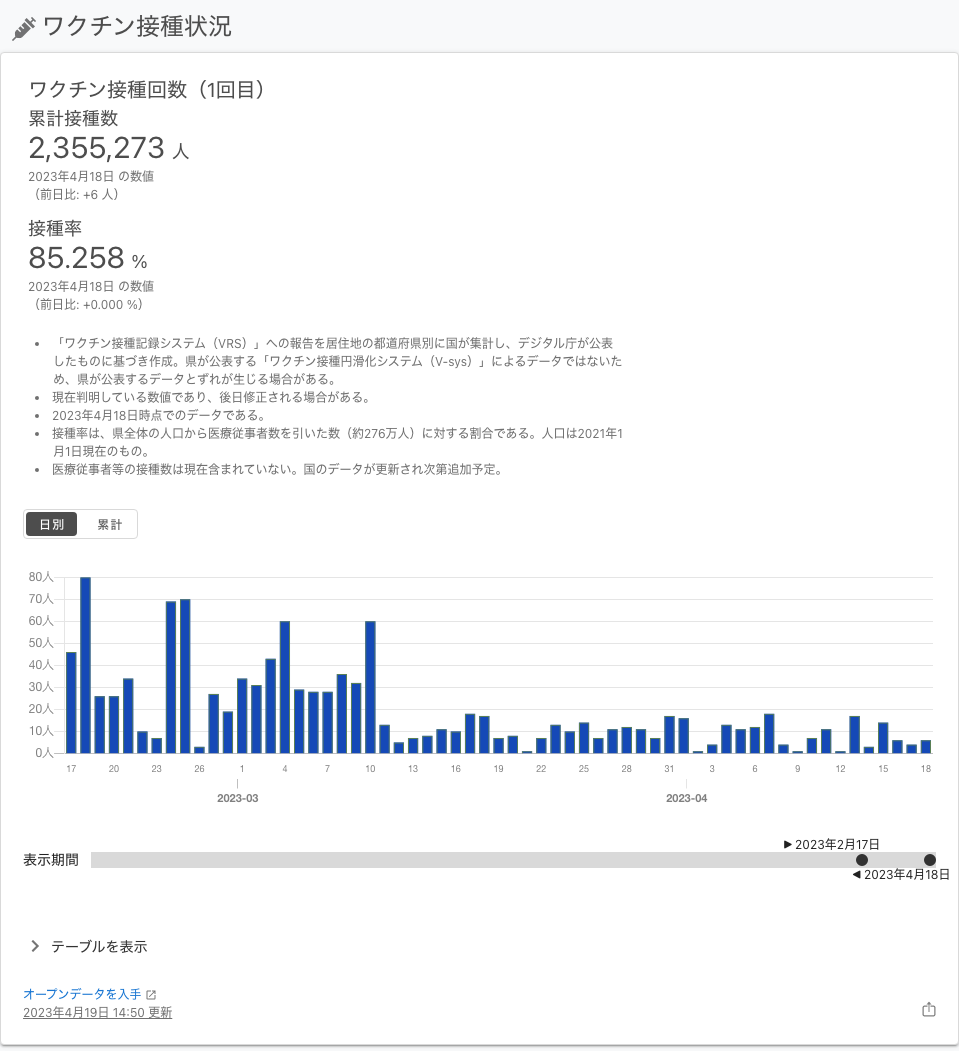 ワクチン接種状況
ワクチン接種回数（1回目）
累計接種数
2,355,273 人
2023年4月18日 の数値
（前日比: +6 人）
接種率
85.258 %
2023年4月18日 の数値
（前日比: +0.000 %）
• 「ワクチン接種記録システム（VRS）」への報告を居住地の都道府県別に国が集計し、デジタル庁が公表
したものに基づき作成。県が公表する「ワクチン接種円滑化システム（V-sys）」によるデータではないた
め、県が公表するデータとずれが生じる場合がある。
• 現在判明している数値であり、後日修正される場合がある。
• 2023年4月18日時点でのデータである。
• 接種率は、県全体の人口から医療従事者数を引いた数（約276万人）に対する割合である。人口は2021年1
月1日現在のもの。
• 医療従事者等の接種数は現在含まれていない。国のデータが更新され次第追加予定。
日別 累計
80人
70人
60人
50人
40人
30人
20人
10人
0人
17 20 23 26 1 4 7 10 13 16 19 22 25 28 31 3 6 9 12 15 18
2023-03 2023-04
▶ 2023年2月17日
表示期間
◀ 2023年4月18日
テーブルを表示
オープンデータを入手
2023年4月19日 14:50 更新